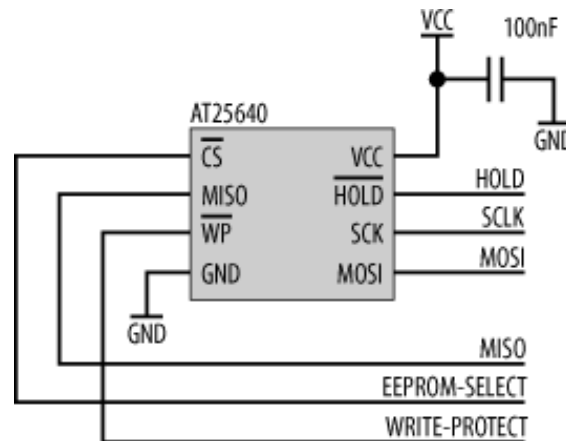 VCC
100nF
GND
AT25640
CS
VCC
MISO
HOLD
HOLD
WP
SCK
SCLK
GND
MOSI
MOSI
GND
MISO
EEPROM-SELECT
WRITE-PROTECT